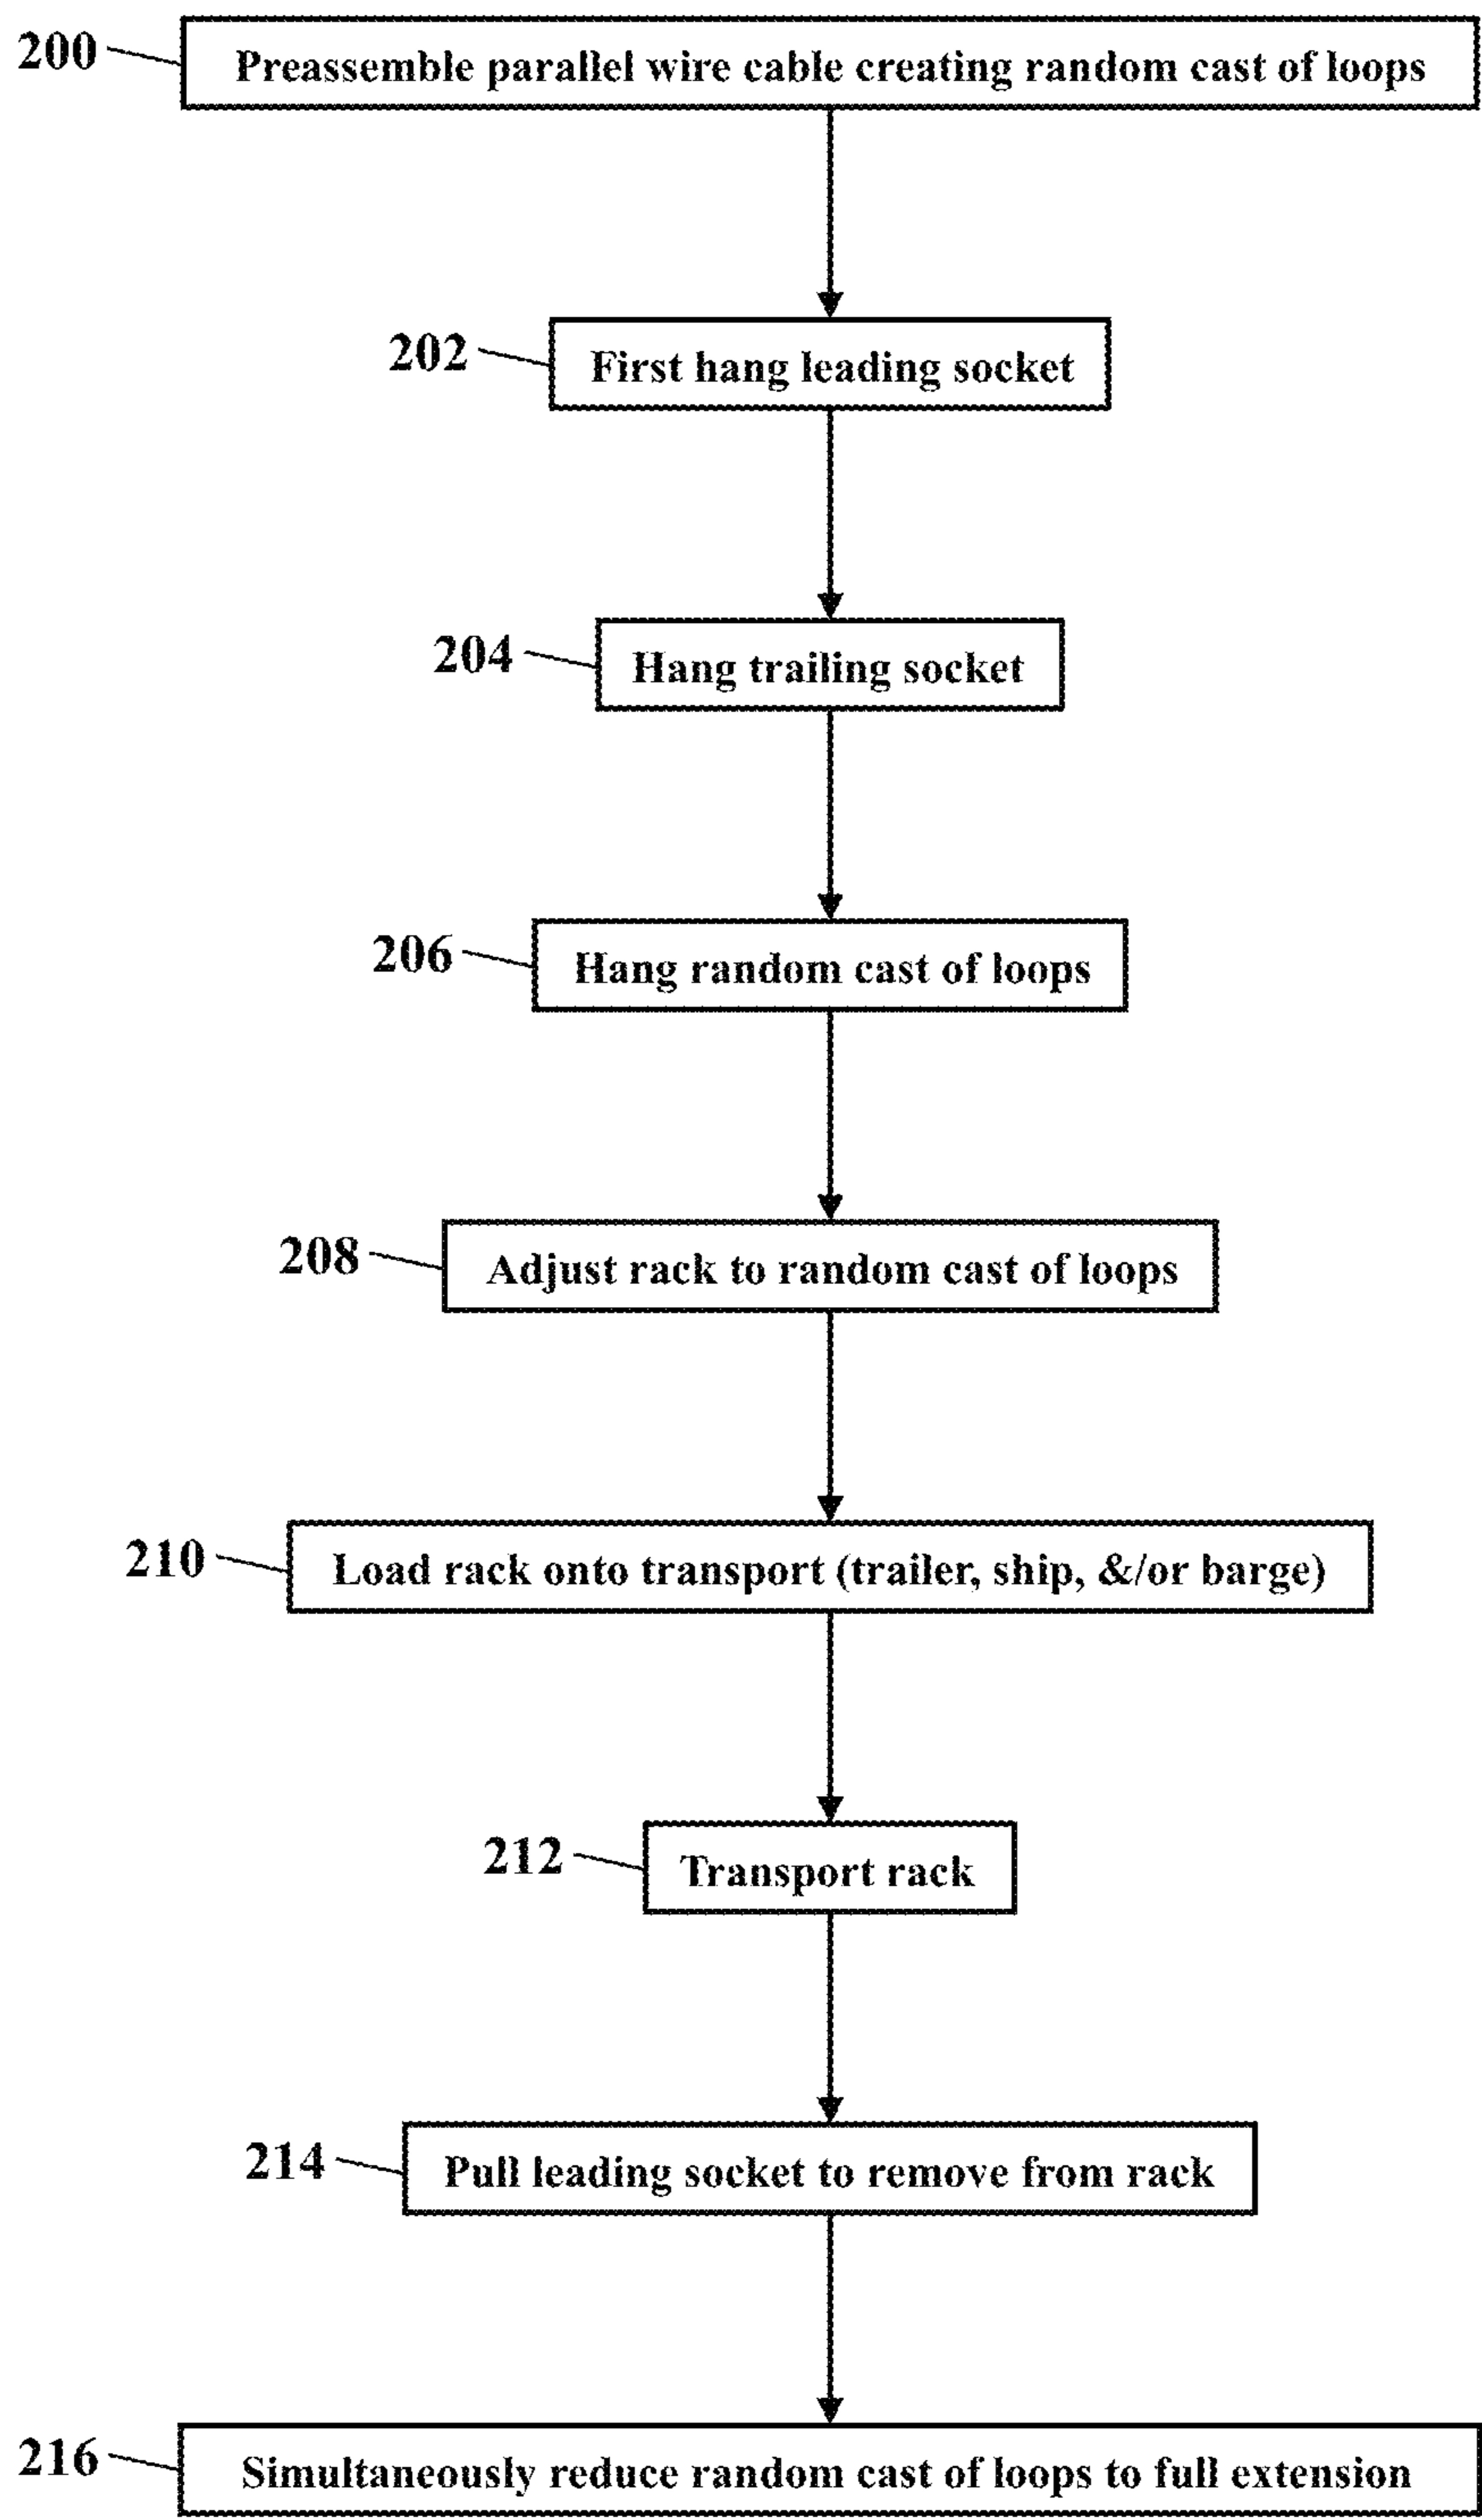 200 Preassemble parallel wire cable creating random cast of loops
202 First hang leading socket
204 Hang trailing socket
206 Hang random cast of loops
208 Adjust rack to random cast of loops
210 Load rack onto transport (trailer, ship, &/or barge)
212 Transport rack
214 Pull leading socket to remove from rack
216 Simultaneously reduce random cast of loops to full extension